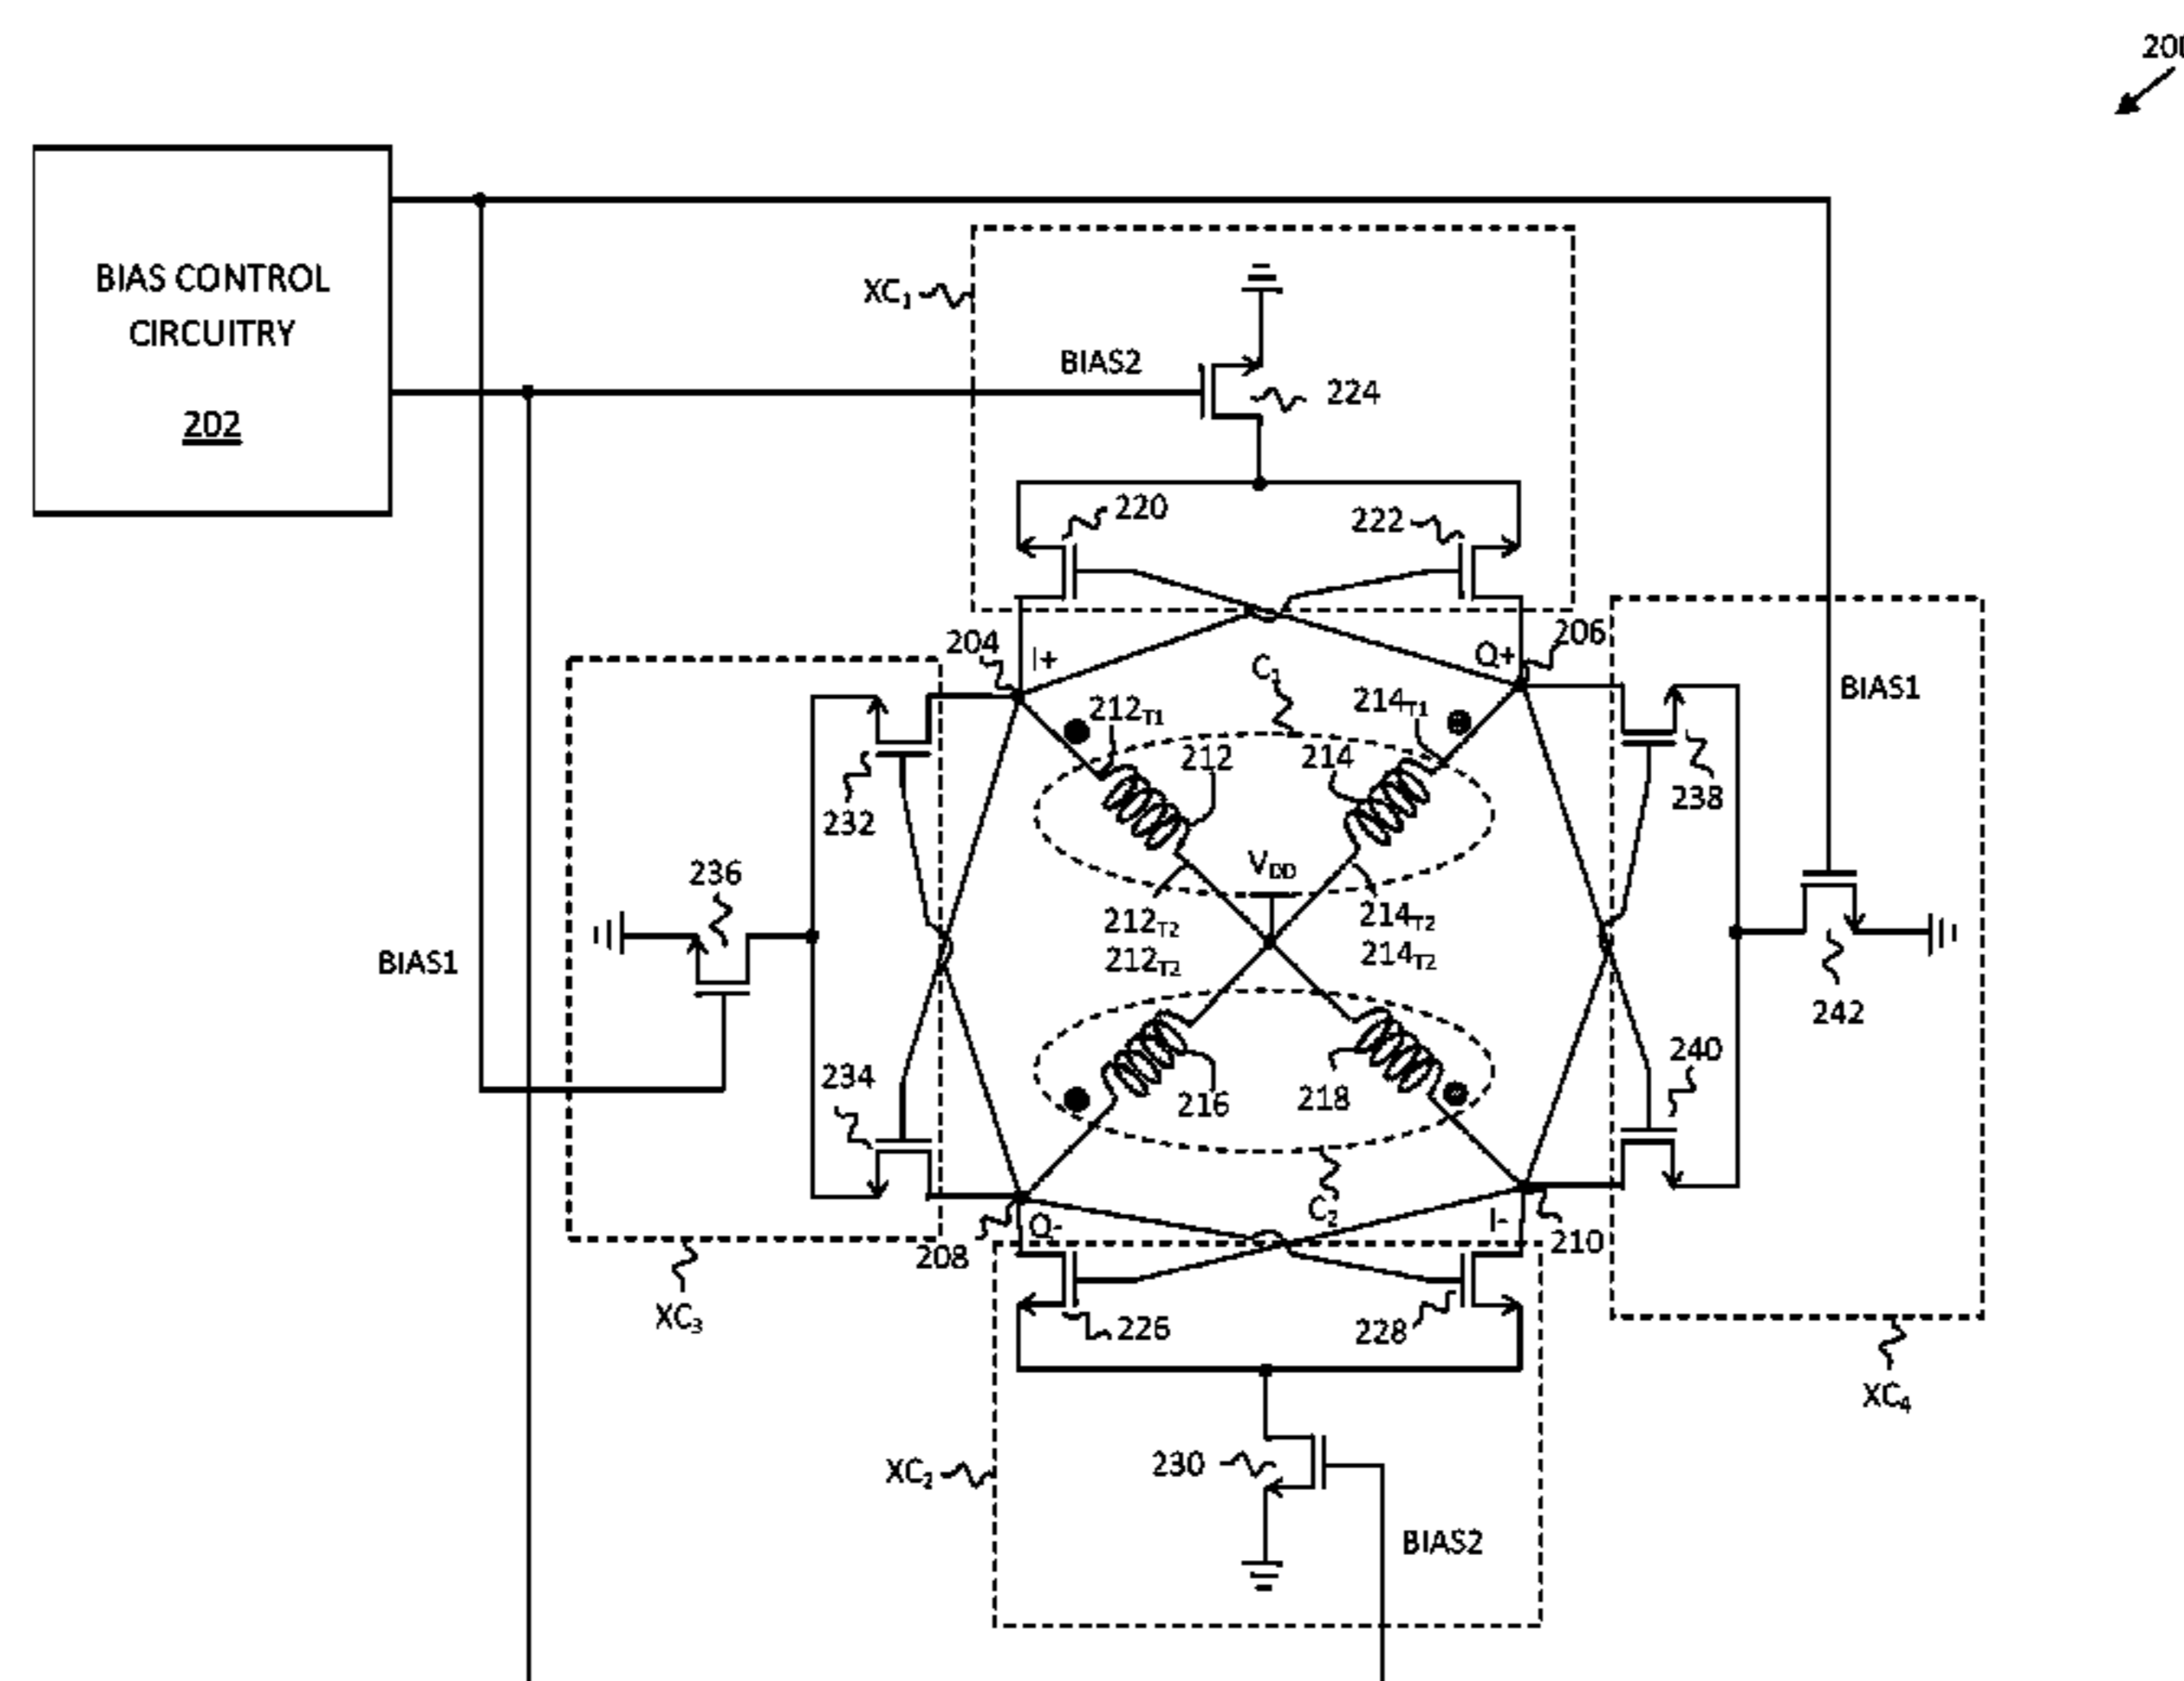 BIAS CONTROL
CIRCUITRY
202
XC₁
BIAS2
224
220
222
204
I+
Q+
206
C₁
212T1
214T1
212
214
BIAS1
232
238
236
VDD
212T2
214T2
212T2
214T2
BIAS1
242
234
240
216
218
C₂
Q-
I-
208
210
XC₃
226
228
XC₄
XC₂
230
BIAS2